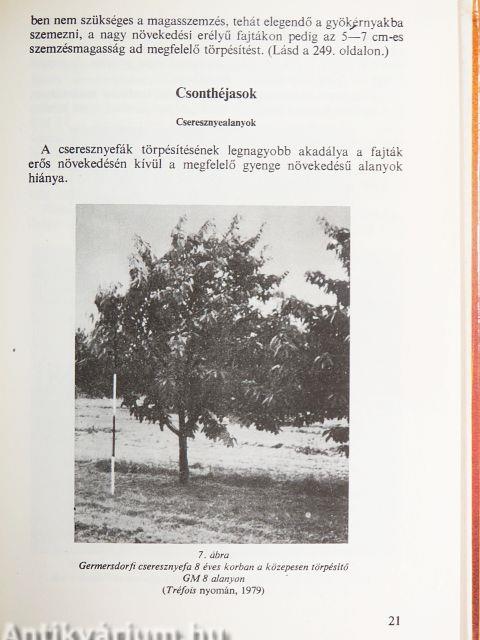 ben nem szükséges a magasszemzés, tehát elegendő a gyökérnyakba
szemezni, a nagy növekedési erélyű fajtákon pedig az 5—7 cm-es
szemzésmagasság ad megfelelő törpésítést. (Lásd a 249. oldalon.)
Csonthéjasok
Cseresznyealanyok
A cseresznyefák törpésítésének legnagyobb akadálya a fajták
erős növekedésén kívül a megfelelő gyenge növekedésű alanyok
hiánya.
7. ábra
Germersdorfi cseresznyefa 8 éves korban a közepesen törpésítő
GM 8 alanyon
(Tréfois nyomán, 1979)
21
Antikvárium.hu